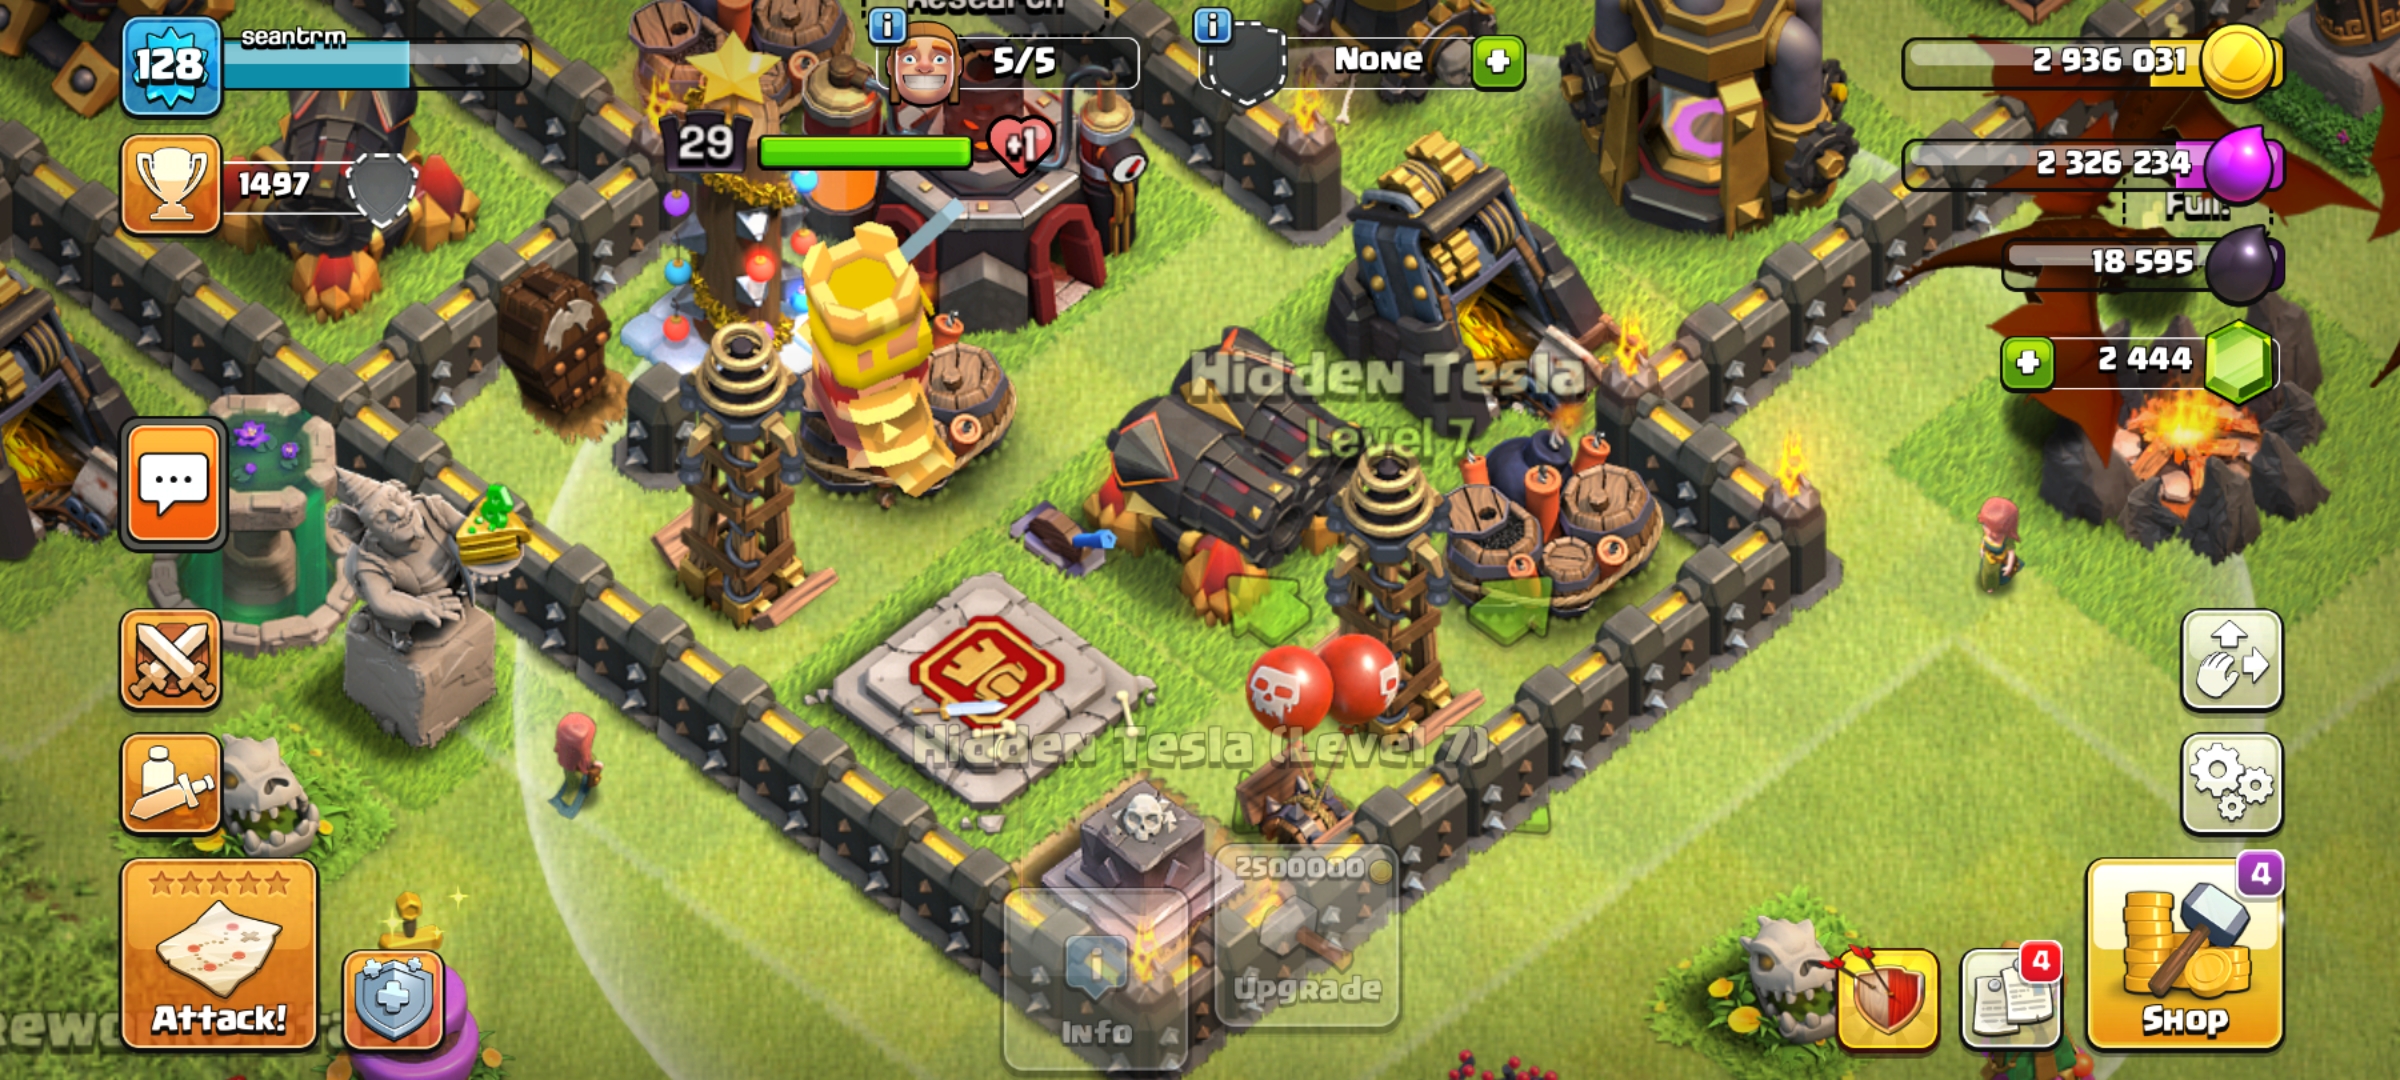 Research
128
seantrm
5/5
None
2 936 031
29
+1
1497
2 326 234
Full!
18 595
2 444
Hidden Tesla
Level 7
Hidden Tesla (Level 7)
2500000
Upgrade
Info
Attack!
4
4
Shop